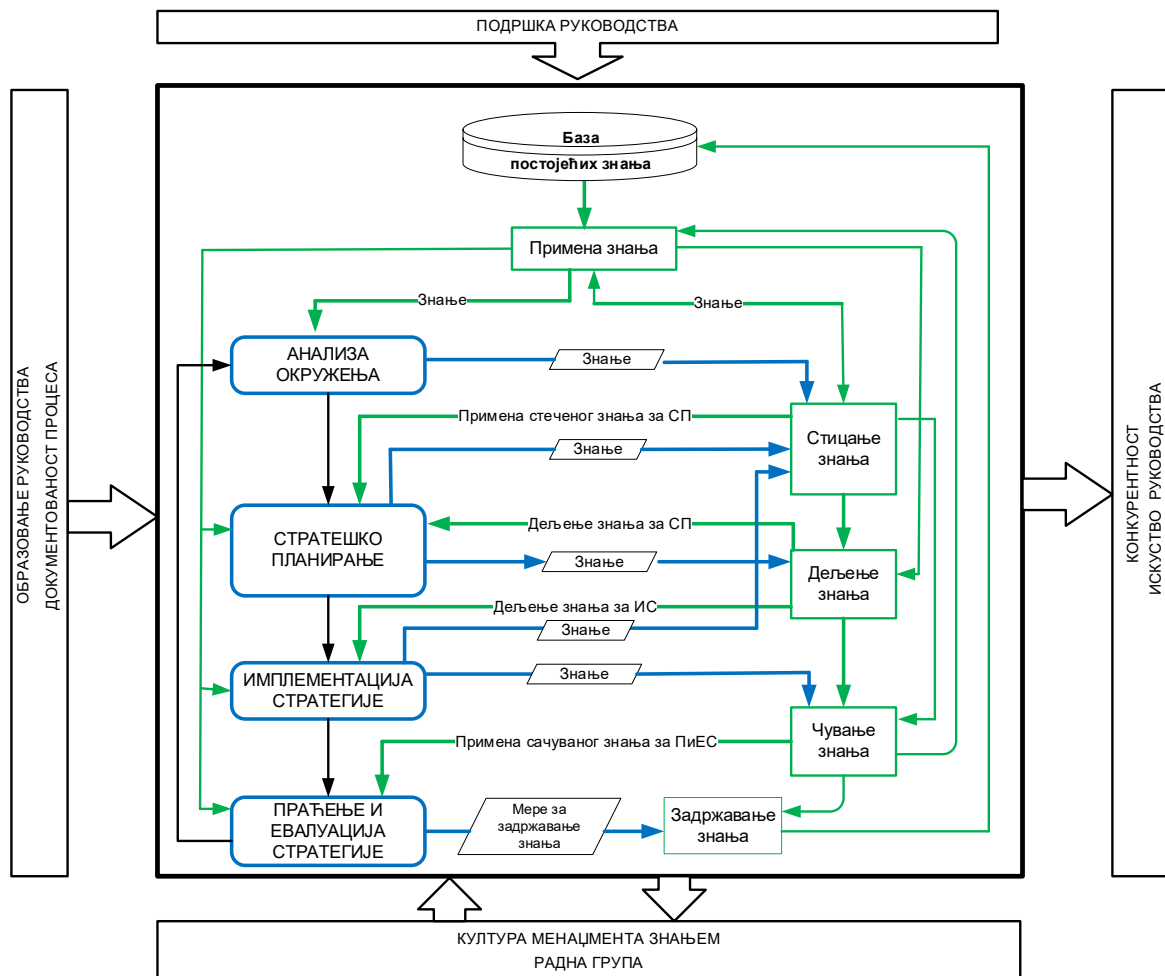 ПОДРШКА РУКОВОДСТВА
ОБРАЗОВАЊЕ РУКОВОДСТВА
ДОКУМЕНТОВАНОСТ ПРОЦЕСА
База
постојећих знања
Примена знања
Знање
Знање
АНАЛИЗА
ОКРУЖЕЊА
Знање
Примена стеченог знања за СП
Стицање
знања
Знање
СТРАТЕШКО
ПЛАНИРАЊЕ
Дељење знања за СП
Знање
Дељење
знања
Дељење знања за ИС
Знање
ИМПЛЕМЕНТАЦИЈА
СТРАТЕГИЈЕ
Знање
Чување
знања
Примена сачуваног знања за ПиЕС
ПРАЋЕЊЕ И
ЕВАЛУАЦИЈА
СТРАТЕГИЈЕ
Мере за
задржавање
знања
Задржавање
знања
КОНКУРЕНТНОСТ
ИСКУСТВО РУКОВОДСТВА
КУЛТУРА МЕНАЏМЕНТА ЗНАЊЕМ
РАДНА ГРУПА